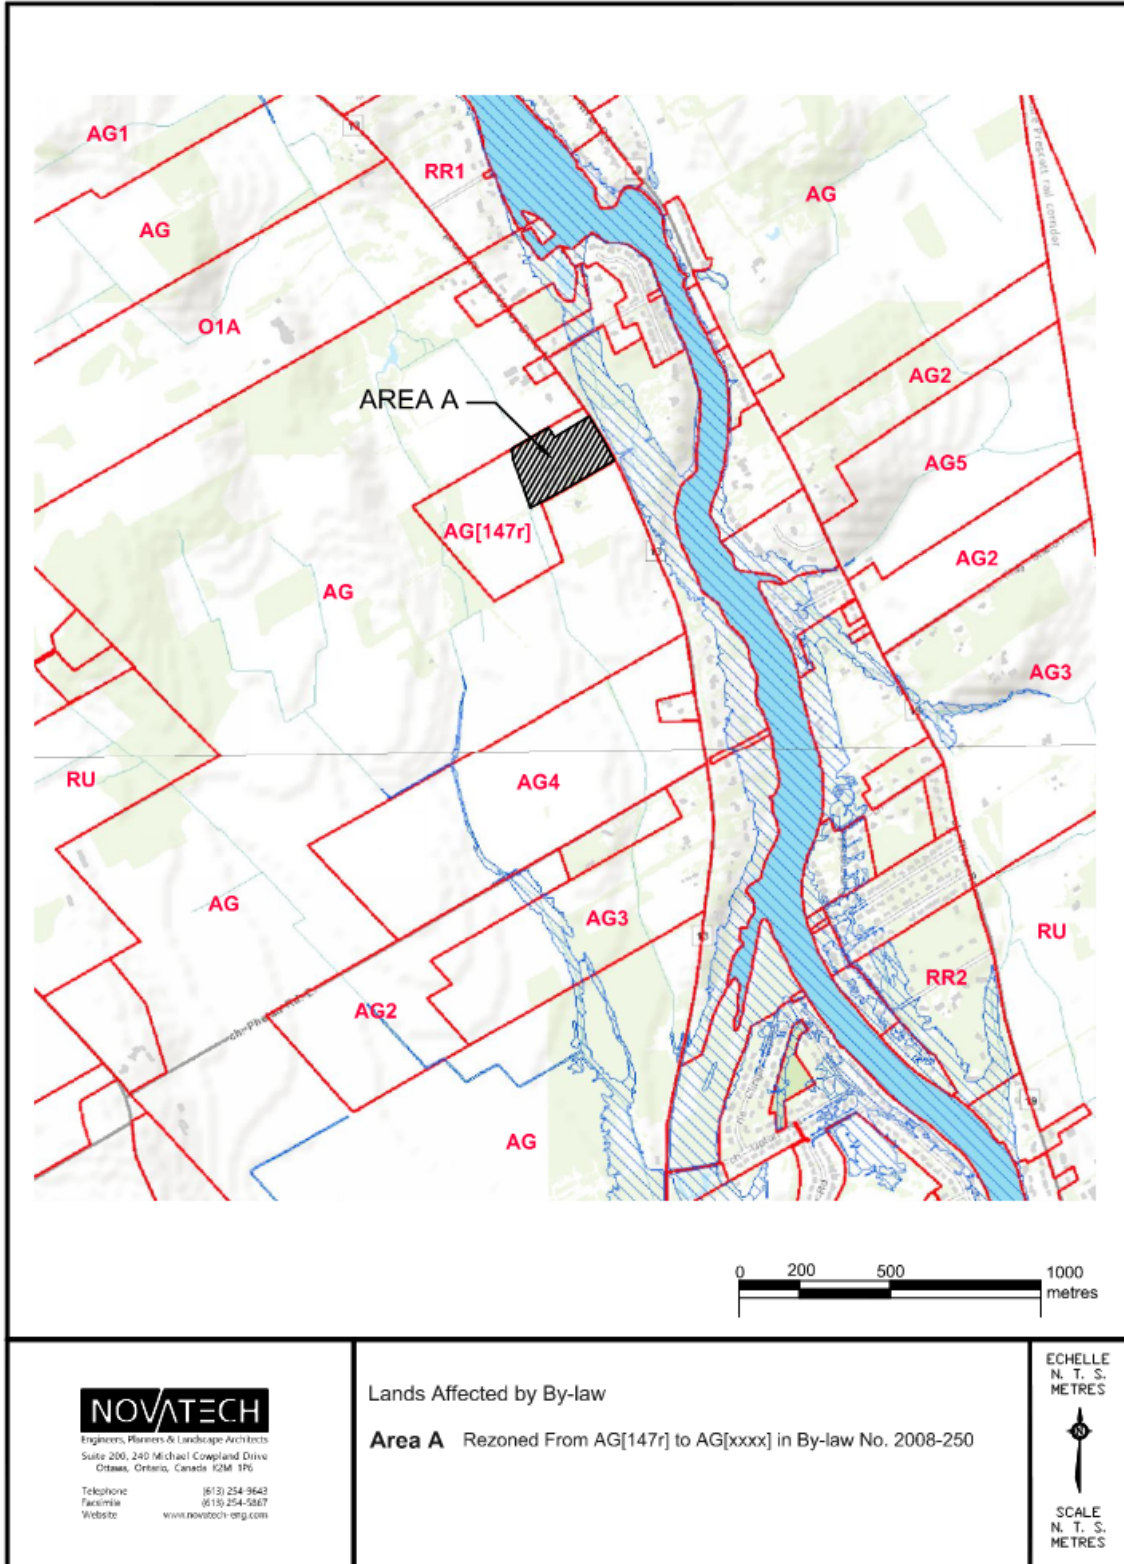 AG1
RR1
AG
AG
O1A
AREA A
AG2
AG5
AG[147r]
AG2
AG
AG3
RU
AG4
AG
AG3
RU
RR2
AG2
AG
0 200 500 1000
metres
NOVATECH
Engineers, Planners & Landscape Architects
Suite 200, 240 Michael Cowpland Drive
Ottawa, Ontario, Canada K2M 1P6
Telephone (613) 254-9643
Facsimile (613) 254-5867
Website www.novatech-eng.com
Lands Affected by By-law
Area A Rezoned From AG[147r] to AG[xxxx] in By-law No. 2008-250
ECHELLE
N. T. S.
METRES
N
SCALE
N. T. S.
METRES